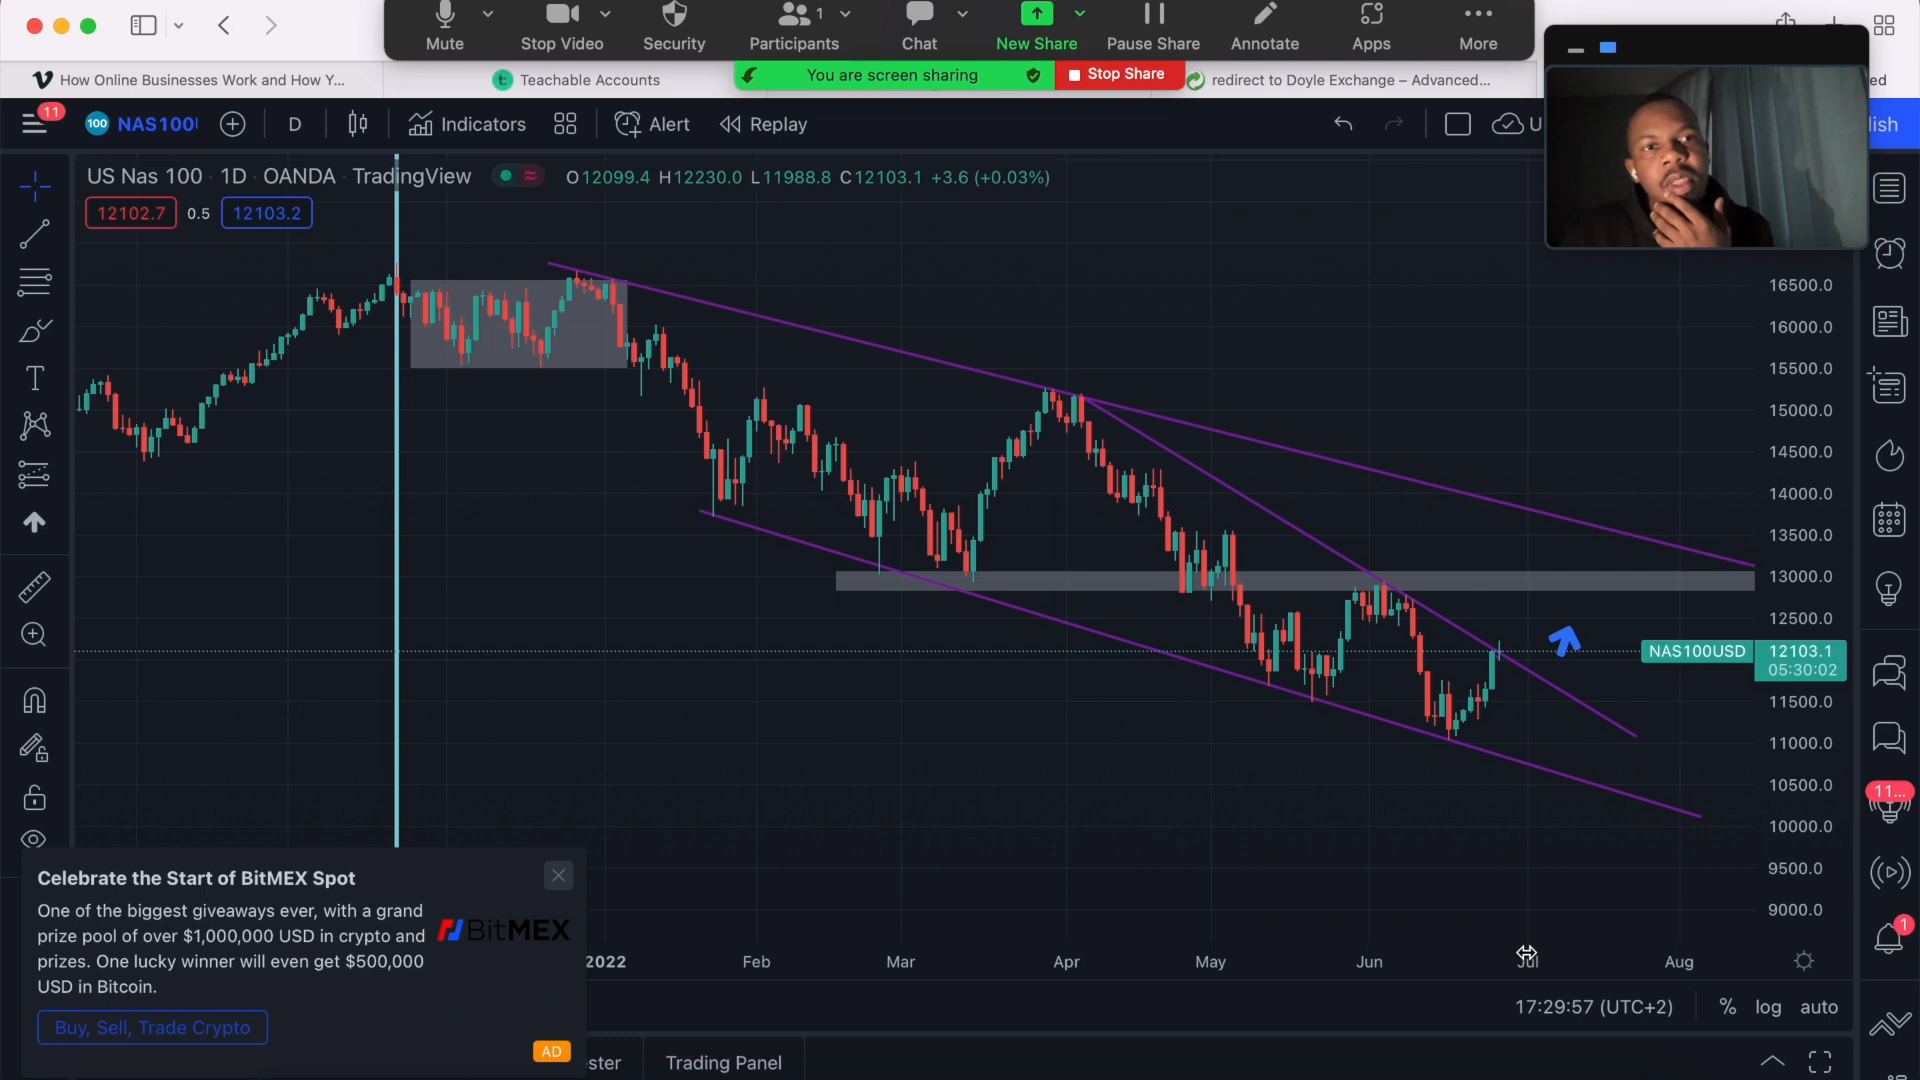 Mute
Stop Video
Security
Participants
1
Chat
New Share
Pause Share
Annotate
Apps
More
You are screen sharing
Stop Share
How Online Businesses Work and How Y...
Teachable Accounts
redirect to Doyle Exchange – Advanced...
ed
11
100
NAS100
D
Indicators
Alert
Replay
U
lish
US Nas 100 · 1D · OANDA · TradingView
O12099.4 H12230.0 L11988.8 C12103.1 +3.6 (+0.03%)
12102.7
0.5
12103.2
16500.0
16000.0
15500.0
15000.0
14500.0
14000.0
13500.0
13000.0
12500.0
NAS100USD
12103.1
05:30:02
11500.0
11000.0
10500.0
10000.0
9500.0
9000.0
11...
1
2022
Feb
Mar
Apr
May
Jun
Jul
Aug
Celebrate the Start of BitMEX Spot
One of the biggest giveaways ever, with a grand
prize pool of over $1,000,000 USD in crypto and
prizes. One lucky winner will even get $500,000
USD in Bitcoin.
BitMEX
Buy, Sell, Trade Crypto
AD
17:29:57 (UTC+2)
%
log
auto
ster
Trading Panel